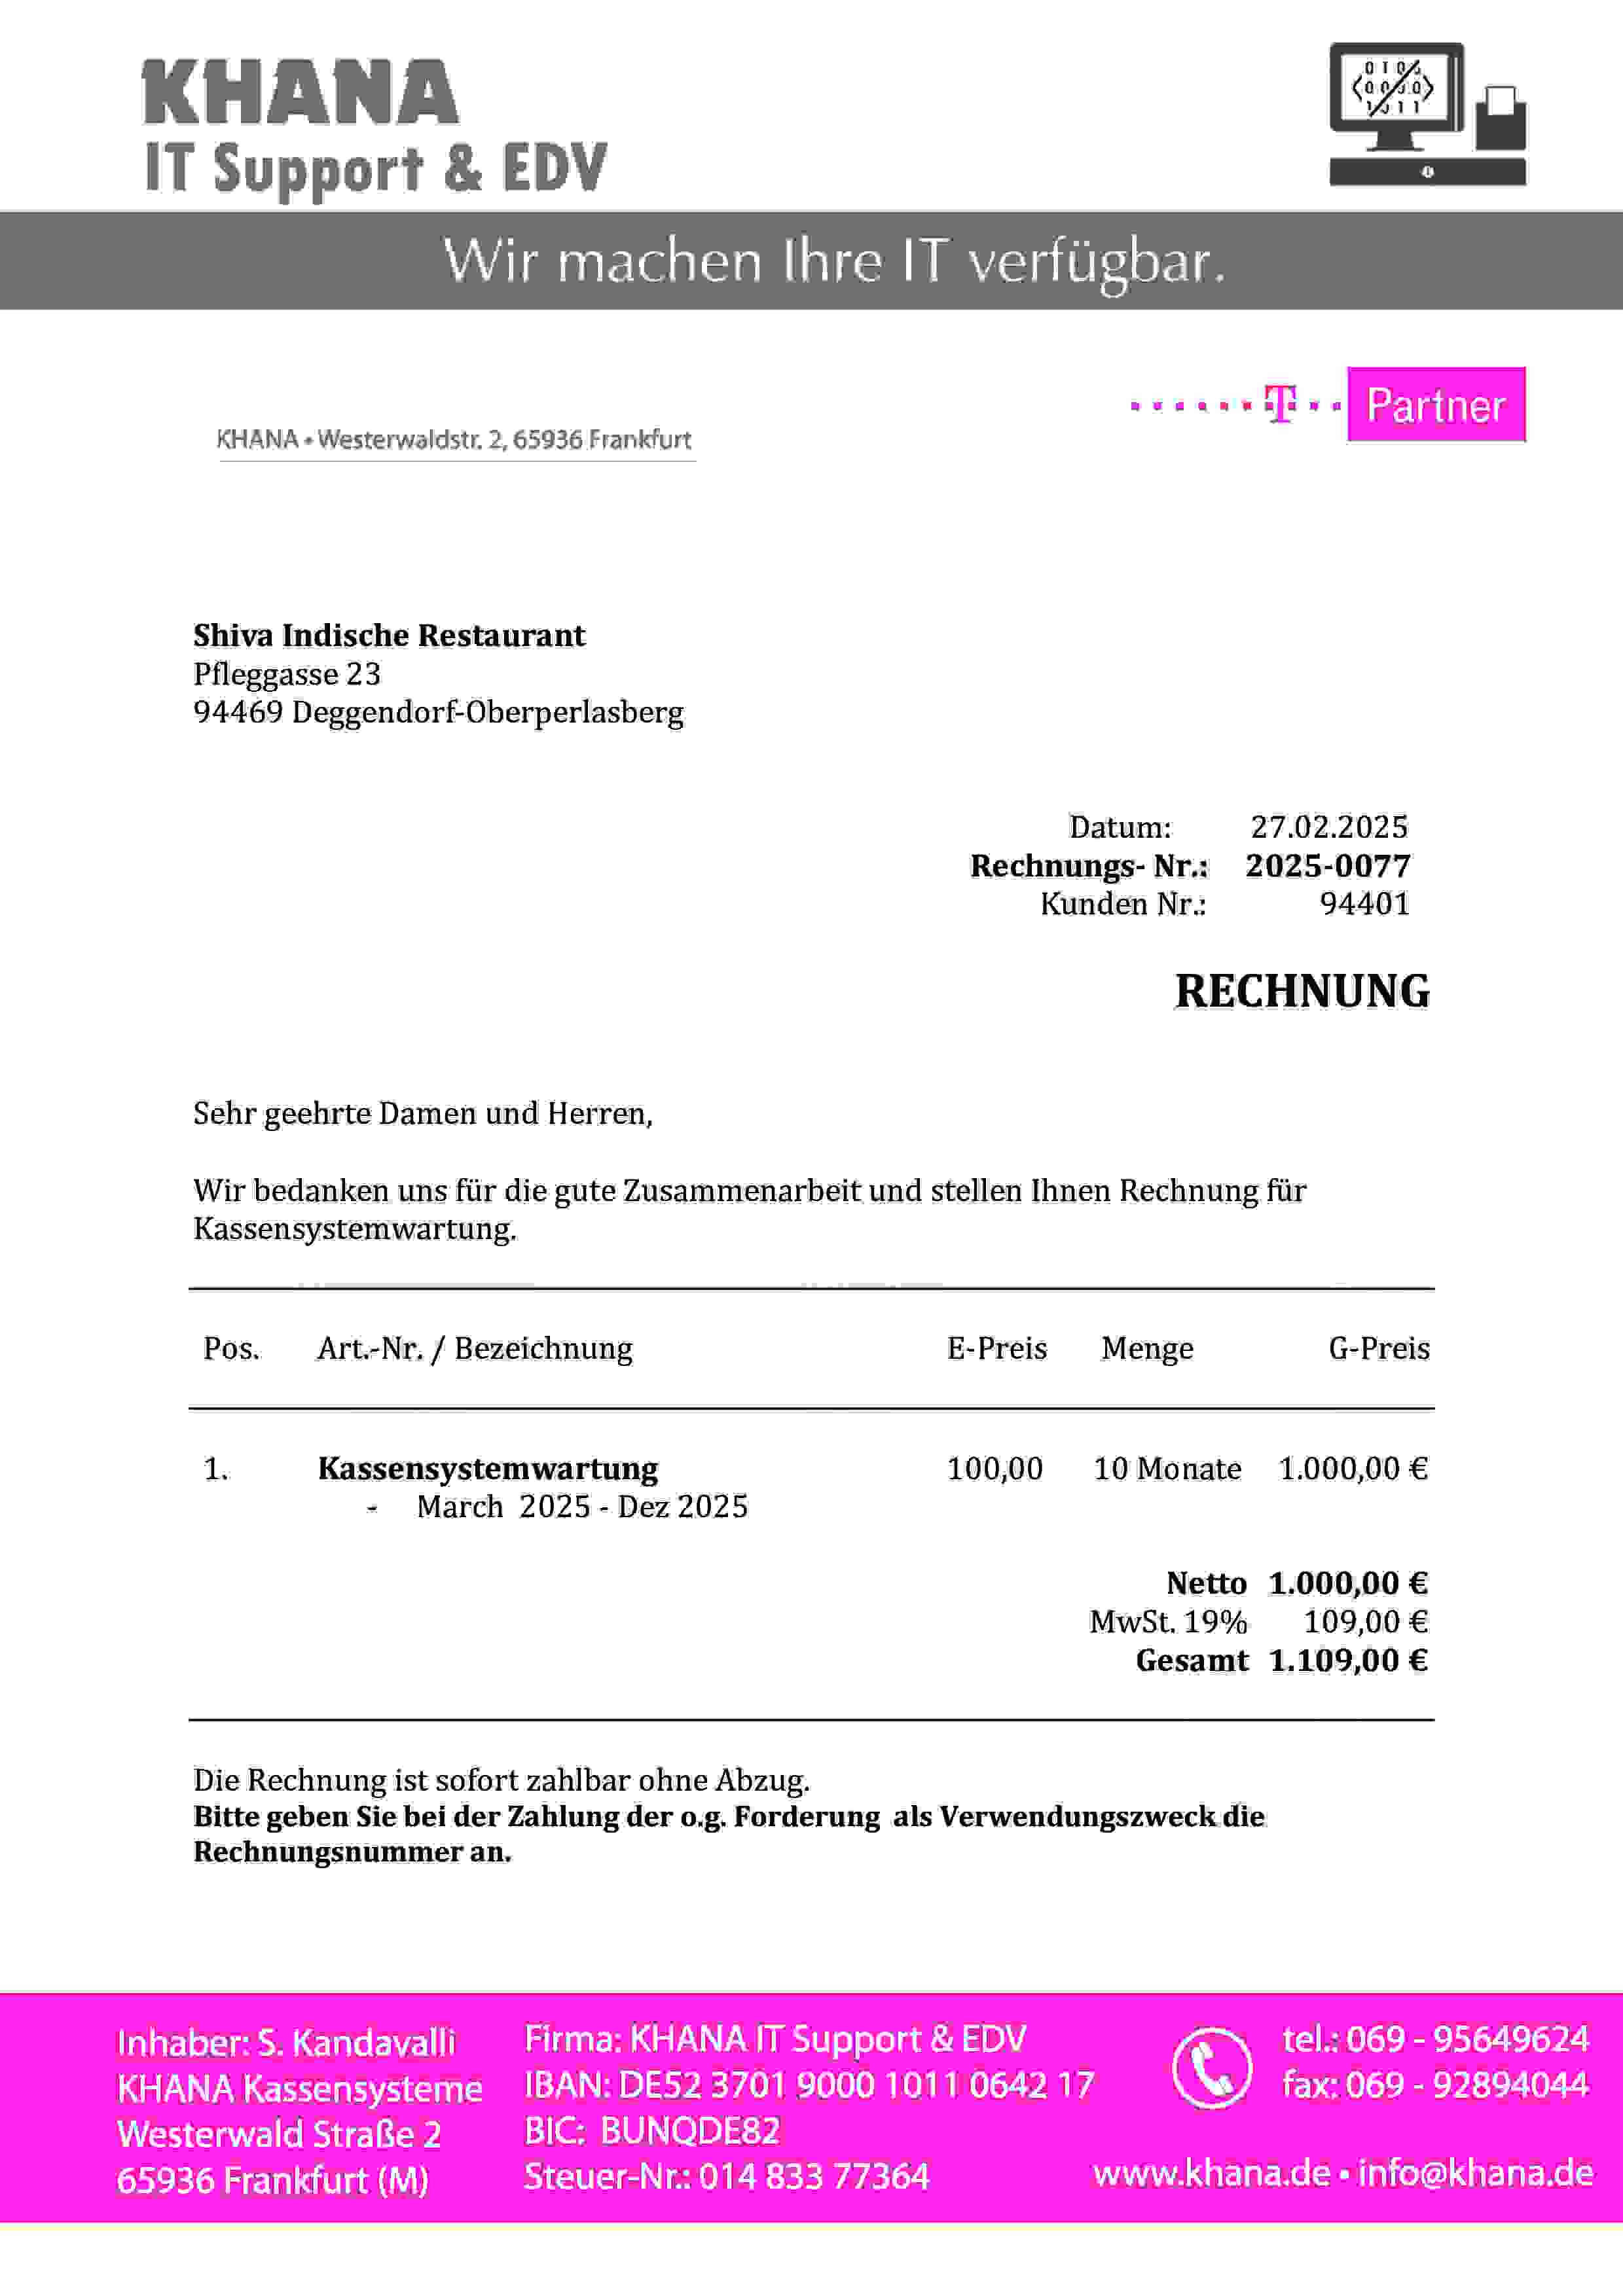 KHANA
IT Support & EDV
Wir machen Ihre IT verfügbar.
T Partner
KHANA • Westerwaldstr. 2, 65936 Frankfurt
Shiva Indische Restaurant
Pfleggasse 23
94469 Deggendorf-Oberperlasberg
Datum: 27.02.2025
Rechnungs- Nr.: 2025-0077
Kunden Nr.: 94401
RECHNUNG
Sehr geehrte Damen und Herren,
Wir bedanken uns für die gute Zusammenarbeit und stellen Ihnen Rechnung für
Kassensystemwartung.
Pos. Art.-Nr. / Bezeichnung E-Preis Menge G-Preis
1. Kassensystemwartung 100,00 10 Monate 1.000,00 €
- March 2025 - Dez 2025
Netto 1.000,00 €
MwSt. 19% 109,00 €
Gesamt 1.109,00 €
Die Rechnung ist sofort zahlbar ohne Abzug.
Bitte geben Sie bei der Zahlung der o.g. Forderung als Verwendungszweck die
Rechnungsnummer an.
Inhaber: S. Kandavalli
KHANA Kassensysteme
Westerwald Straße 2
65936 Frankfurt (M)
Firma: KHANA IT Support & EDV
IBAN: DE52 3701 9000 1011 0642 17
BIC: BUNQDE82
Steuer-Nr.: 014 833 77364
tel.: 069 - 95649624
fax: 069 - 92894044
www.khana.de • info@khana.de